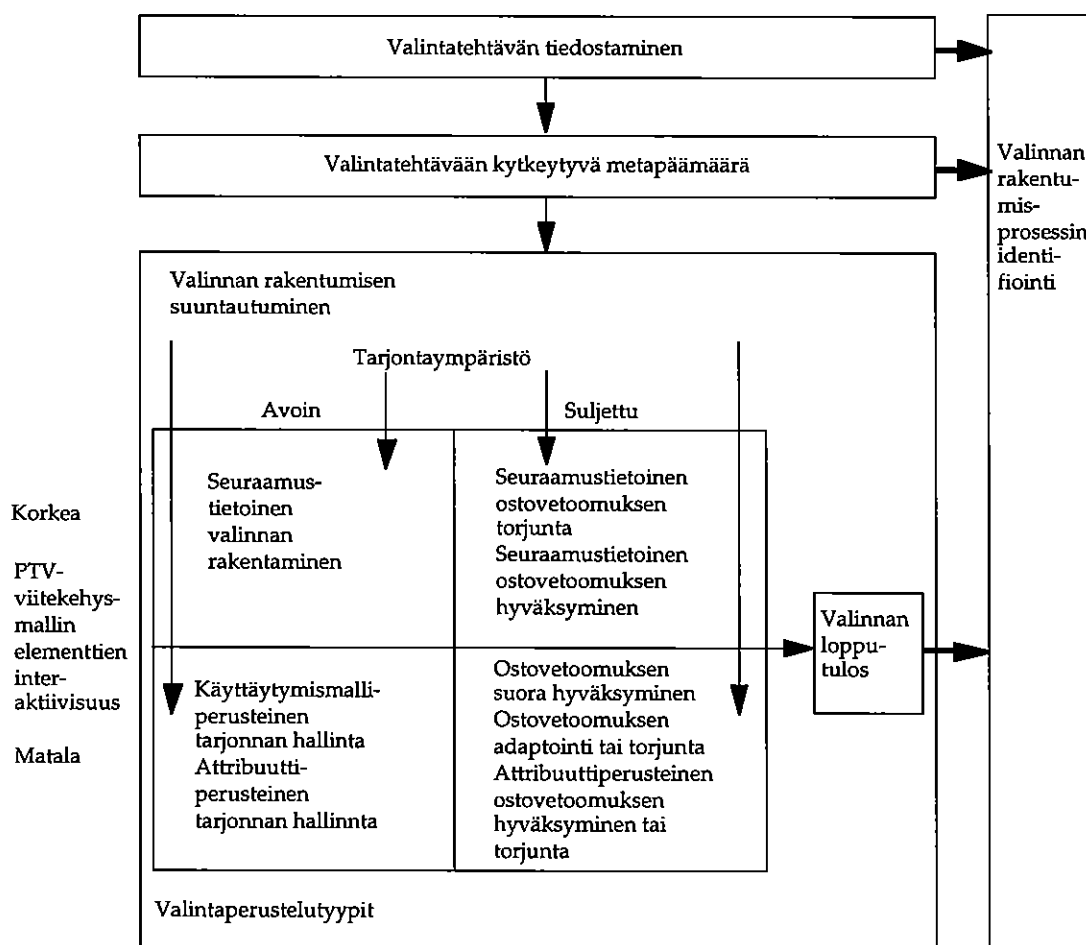 Valintatehtävän tiedostaminen
Valintatehtävään kytkeytyvä metapäämäärä
Valinnan
rakentu-
mis-
prosessin
identi-
fiointi
Valinnan rakentumisen
suuntautuminen
Tarjontaympäristö
Avoin
Suljettu
Korkea
PTV-
viitekehys-
mallin
elementtien
inter-
aktiivisuus
Matala
Seuraamus-
tietoinen
valinnan
rakentaminen
Seuraamustietoinen
ostovetoomuksen
torjunta
Seuraamustietoinen
ostovetoomuksen
hyväksyminen
Käyttäytymismalli-
perusteinen
tarjonnan hallinta
Attribuutti-
perusteinen
tarjonnan hallinnta
Ostovetoomuksen
suora hyväksyminen
Ostovetoomuksen
adaptointi tai torjunta
Attribuuttiperusteinen
ostovetoomuksen
hyväksyminen tai
torjunta
Valinnan
loppu-
tulos
Valintaperustelutyypit